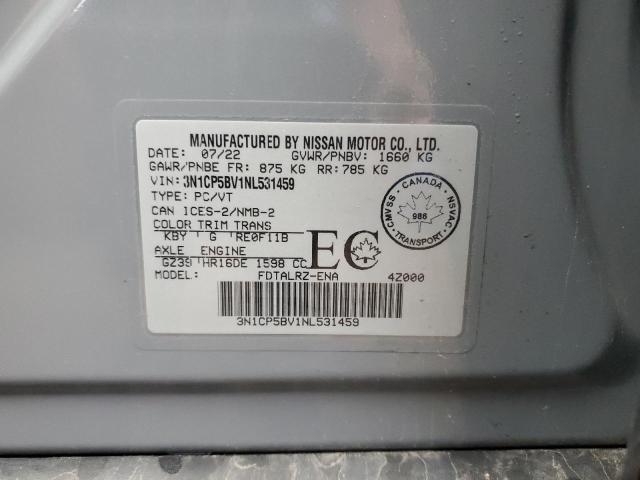 MANUFACTURED BY NISSAN MOTOR CO., LTD.
DATE: 07/22 GVWR/PNBV: 1660 KG
GAWR/PNBE FR: 875 KG RR: 785 KG
VIN: 3N1CP5BV1NL531459
TYPE: PC/VT
CAN ICES-2/NMB-2
COLOR TRIM TRANS
KBY ' G 'RE0F11B
AXLE ENGINE
GZ39 'HR16DE 1598 CC
MODEL: FDTALRZ-ENA 4Z000
EC
3N1CP5BV1NL531459
CANADA
CMVSS
NSVAC
986
TRANSPORT